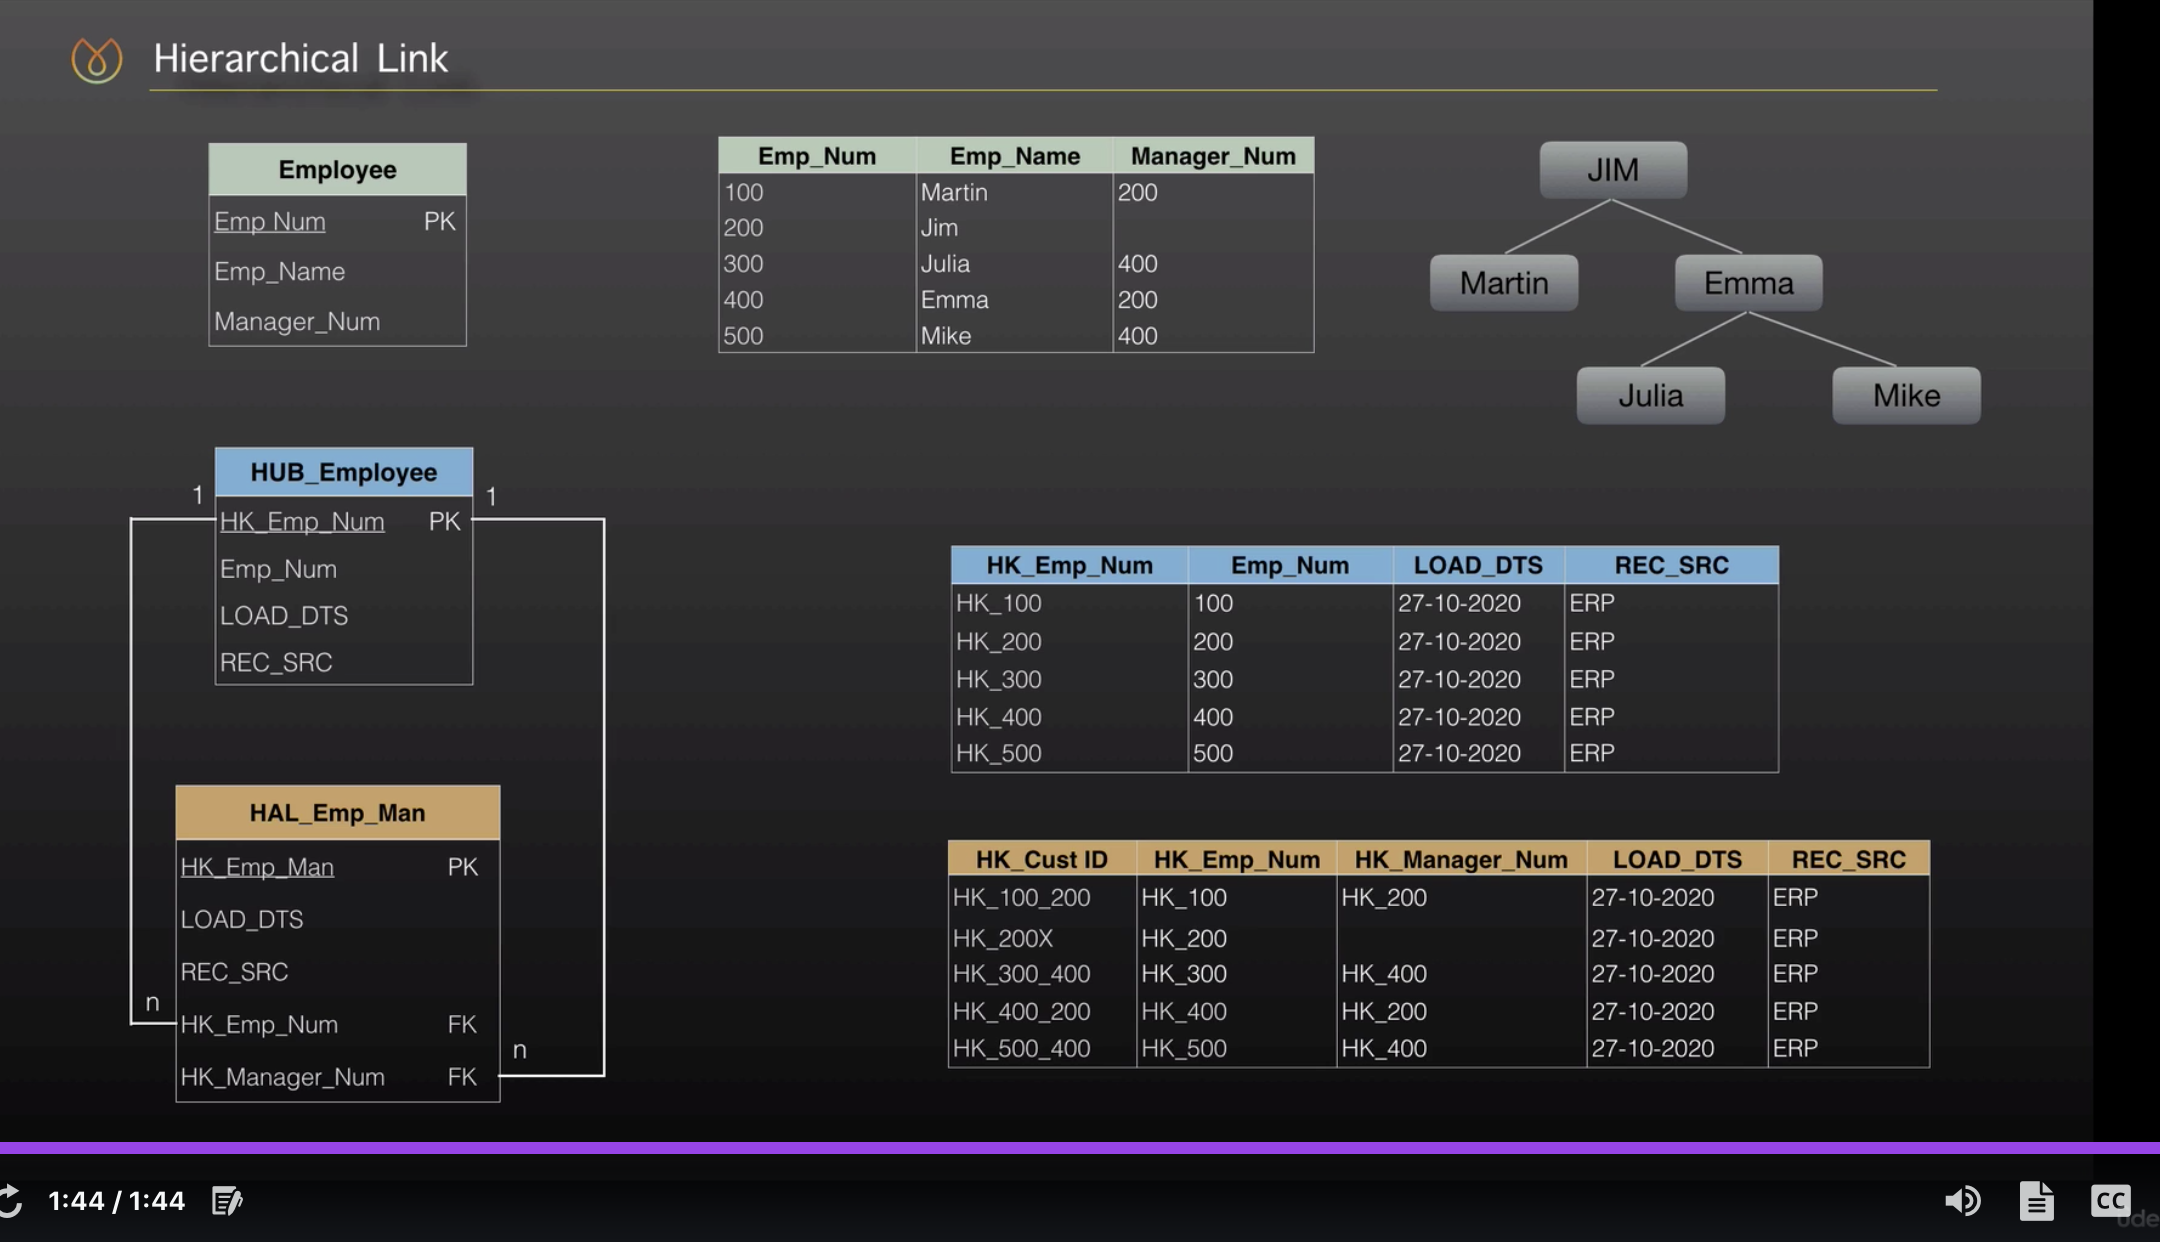 Hierarchical Link
Employee
Emp_Num PK
Emp_Name
Manager_Num
Emp_Num Emp_Name Manager_Num
100 Martin 200
200 Jim
300 Julia 400
400 Emma 200
500 Mike 400
JIM
Martin Emma
Julia Mike
HUB_Employee
1 1
HK_Emp_Num PK
Emp_Num
LOAD_DTS
REC_SRC
HK_Emp_Num Emp_Num LOAD_DTS REC_SRC
HK_100 100 27-10-2020 ERP
HK_200 200 27-10-2020 ERP
HK_300 300 27-10-2020 ERP
HK_400 400 27-10-2020 ERP
HK_500 500 27-10-2020 ERP
HAL_Emp_Man
HK_Emp_Man PK
LOAD_DTS
REC_SRC
n
HK_Emp_Num FK
n
HK_Manager_Num FK
HK_Cust ID HK_Emp_Num HK_Manager_Num LOAD_DTS REC_SRC
HK_100_200 HK_100 HK_200 27-10-2020 ERP
HK_200X HK_200 27-10-2020 ERP
HK_300_400 HK_300 HK_400 27-10-2020 ERP
HK_400_200 HK_400 HK_200 27-10-2020 ERP
HK_500_400 HK_500 HK_400 27-10-2020 ERP
1:44 / 1:44
CC